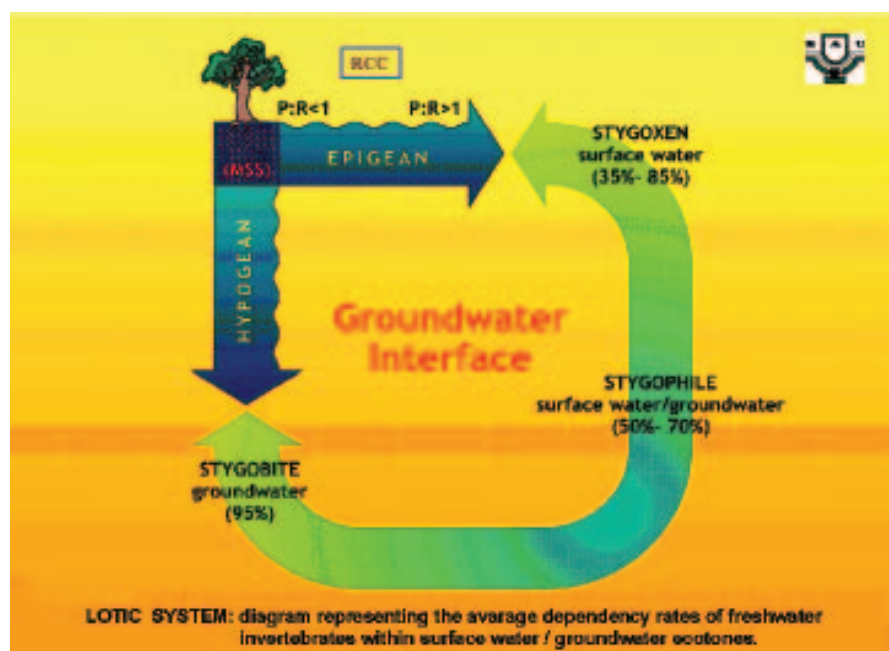 RCC
P:R<1
P:R>1
EPIGEAN
(MSS)
HYPOGEAN
STYGOXEN
surface water
(35%- 85%)
Groundwater
Interface
STYGOPHILE
surface water/groundwater
(50%- 70%)
STYGOBITE
groundwater
(95%)
LOTIC SYSTEM: diagram representing the avarage dependency rates of freshwater
invertebrates within surface water / groundwater ecotones.